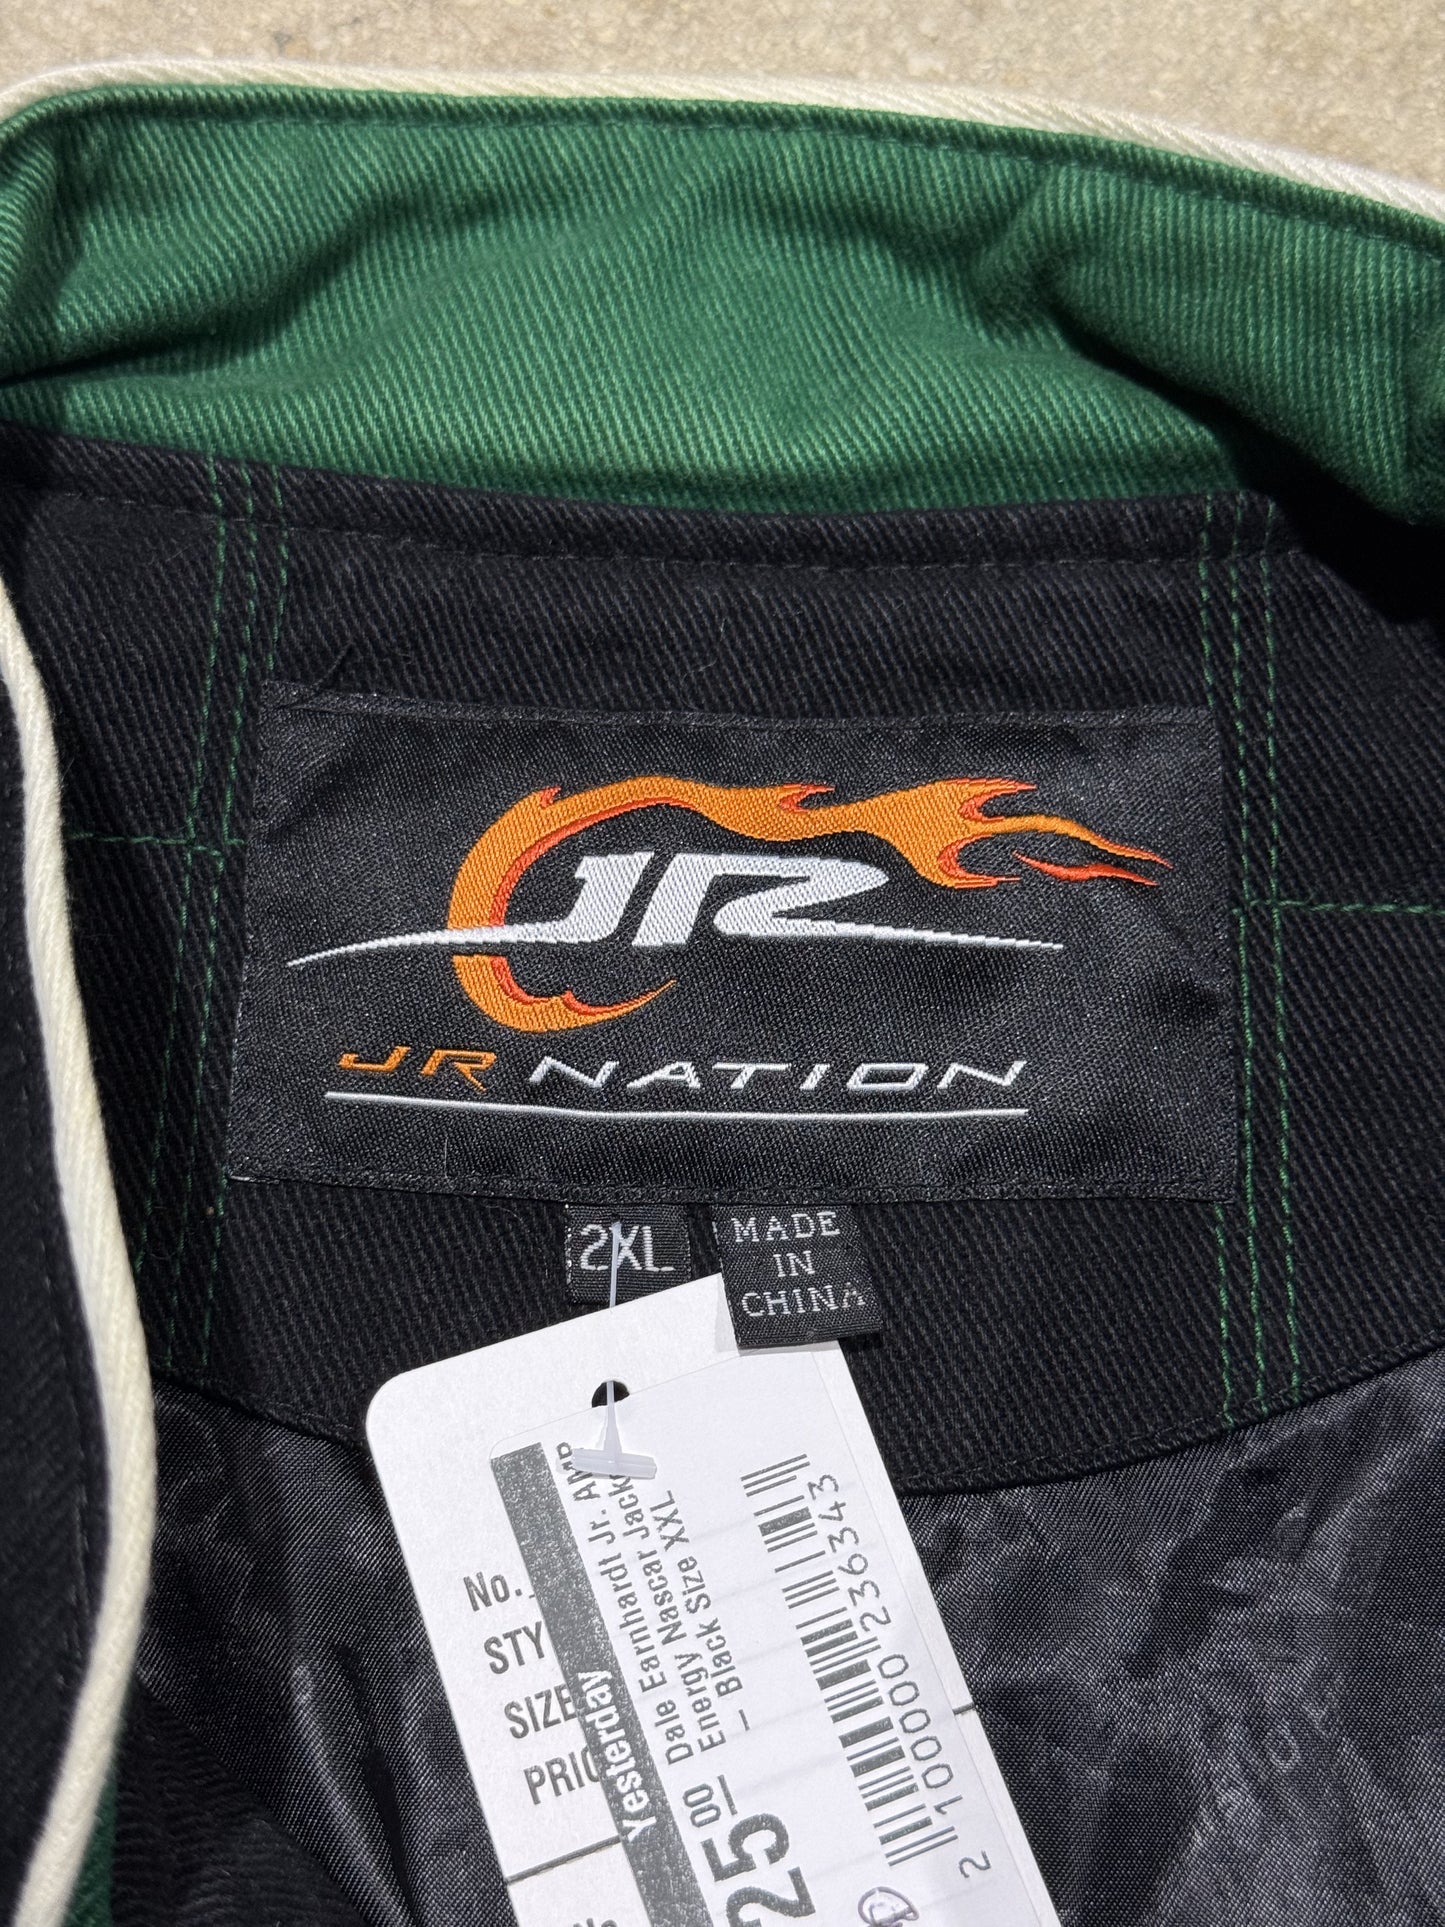 JR
JR NATION
2XL
MADE
IN
CHINA
No.
STY
SIZE
PRIC
Yesterday
Dale Earnhardt Jr. AMP
Energy Nascar Jack
- Black Size XXL
25 00
2 100000 236343